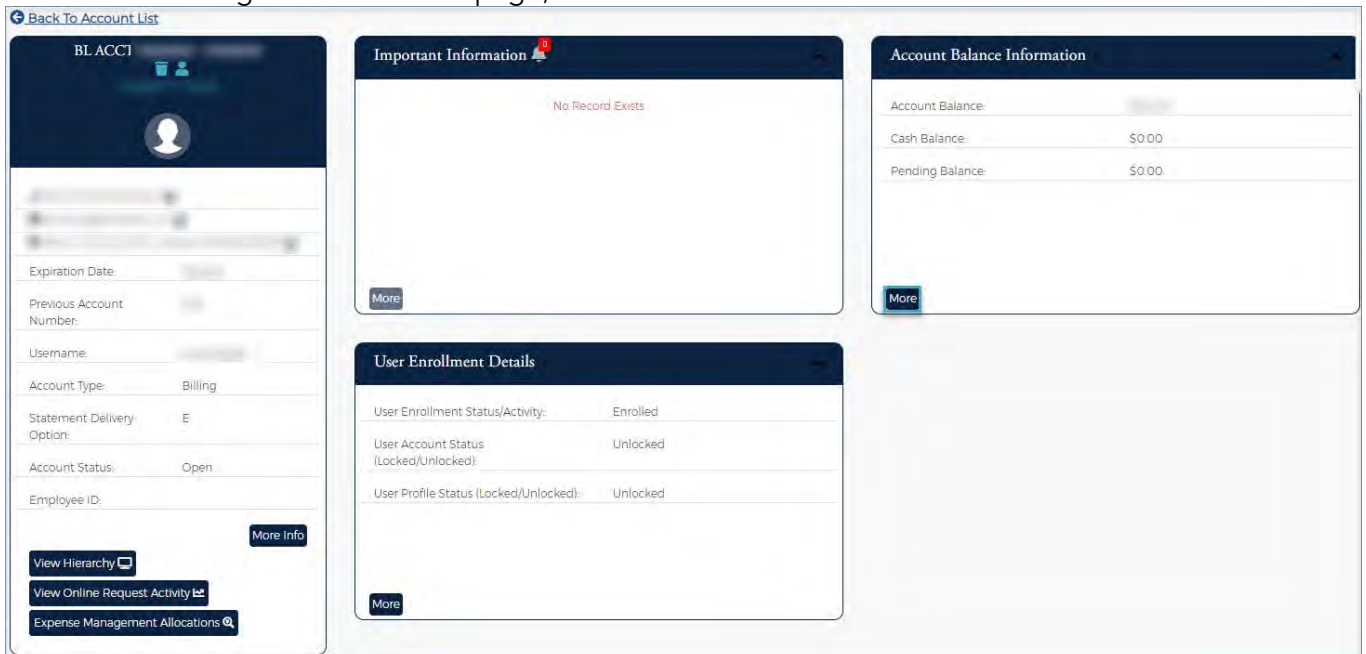 Back To Account List
BL ACCT
Expiration Date:
Previous Account
Number:
Username:
Account Type: Billing
Statement Delivery E
Option:
Account Status: Open
Employee ID:
More Info
View Hierarchy
View Online Request Activity
Expense Management Allocations
Important Information 0
No Record Exists
More
User Enrollment Details
User Enrollment Status/Activity: Enrolled
User Account Status Unlocked
(Locked/Unlocked):
User Profile Status (Locked/Unlocked): Unlocked
More
Account Balance Information
Account Balance:
Cash Balance: $0.00
Pending Balance: $0.00
More